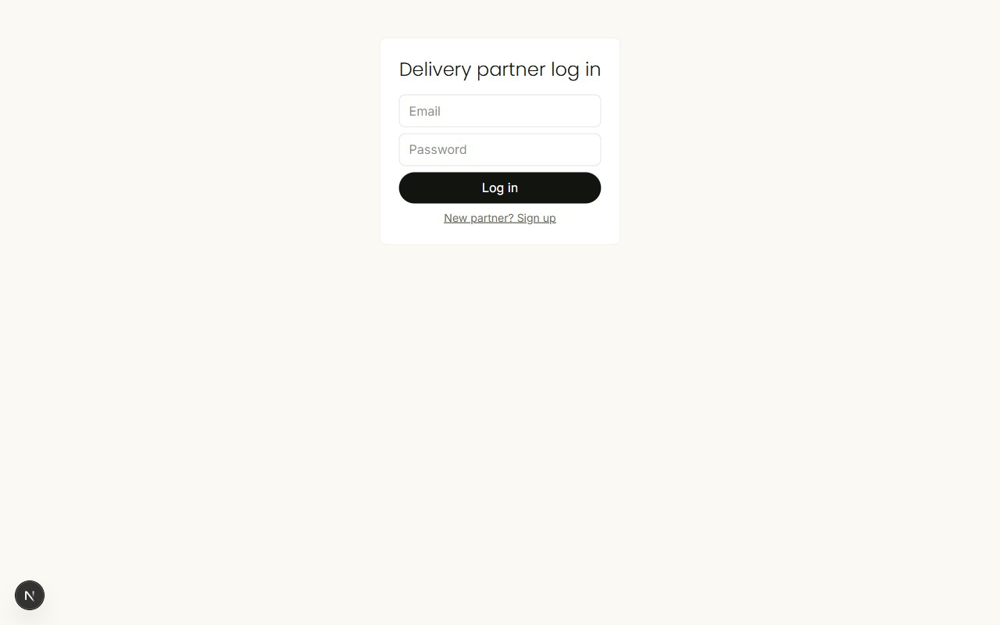 Delivery partner log in
Email
Password
Log in
New partner? Sign up
N